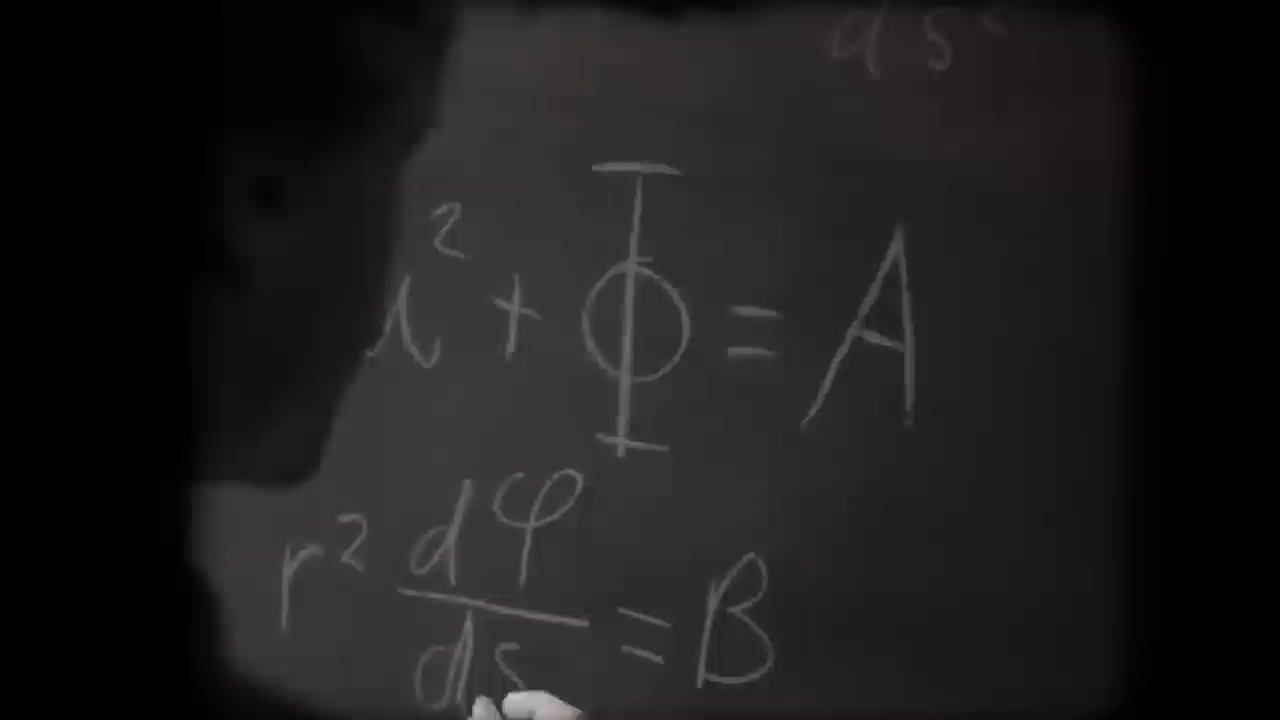 ds²
u² + Φ = A
r² dφ/ds = B